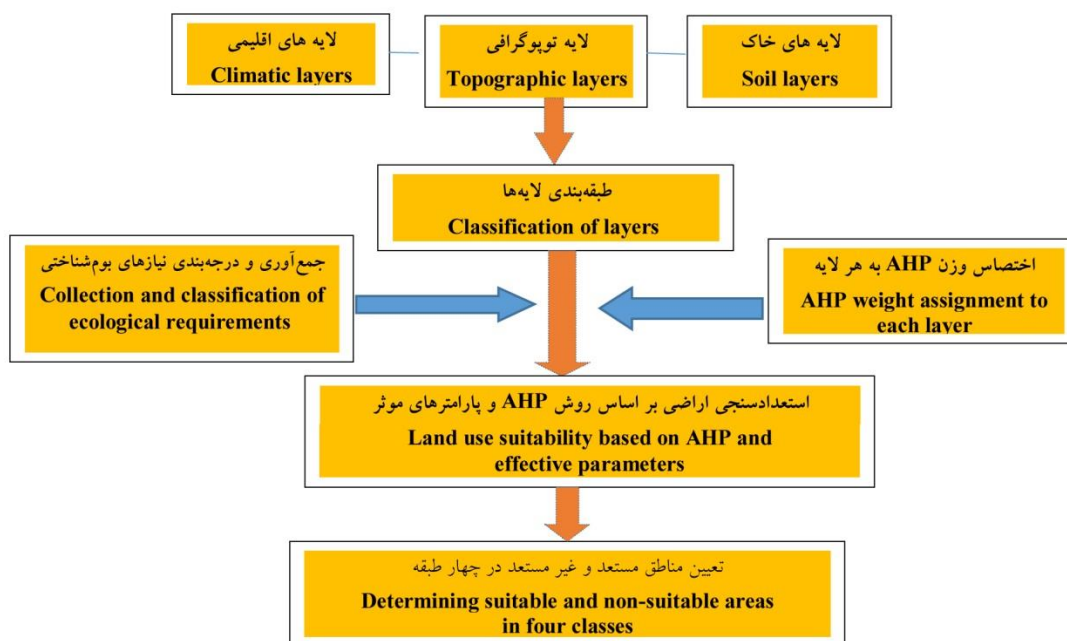 لایه های اقلیمی
Climatic layers
لایه توپوگرافی
Topographic layers
لایه های خاک
Soil layers
طبقه‌بندی لایه‌ها
Classification of layers
جمع‌آوری و درجه‌بندی نیازهای بوم‌شناختی
Collection and classification of
ecological requirements
اختصاص وزن AHP به هر لایه
AHP weight assignment to
each layer
استعدادسنجی اراضی بر اساس روش AHP و پارامترهای موثر
Land use suitability based on AHP and
effective parameters
تعیین مناطق مستعد و غیر مستعد در چهار طبقه
Determining suitable and non-suitable areas
in four classes